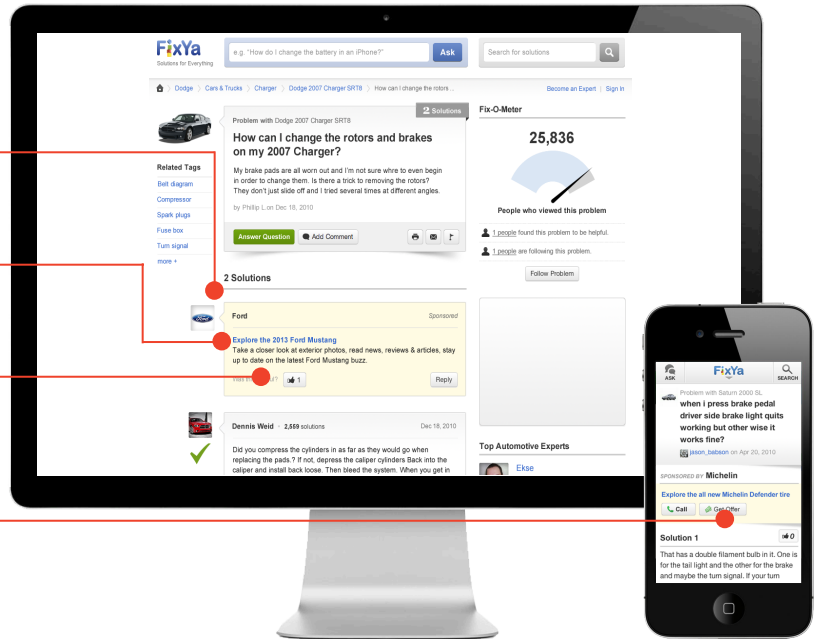 FixYa
Solutions for Everything
e.g. "How do I change the battery in an iPhone?"
Ask
Search for solutions
Dodge > Cars & Trucks > Charger > Dodge 2007 Charger SRT8 > How can I change the rotors...
Become an Expert | Sign In
2 Solutions
Problem with Dodge 2007 Charger SRT8
How can I change the rotors and brakes
on my 2007 Charger?
My brake pads are all worn out and I'm not sure whre to even begin
in order to change them. Is there a trick to removing the rotors?
They don't just slide off and I tried several times at different angles.
by Phillip L.on Dec 18, 2010
Answer Question
Add Comment
Related Tags
Belt diagram
Compressor
Spark plugs
Fuse box
Turn signal
more +
Fix-O-Meter
25,836
People who viewed this problem
1 people found this problem to be helpful.
1 people are following this problem.
Follow Problem
2 Solutions
Ford
Sponsored
Explore the 2013 Ford Mustang
Take a closer look at exterior photos, read news, reviews & articles, stay
up to date on the latest Ford Mustang buzz.
1
Reply
Dennis Weid · 2,559 solutions
Dec 18, 2010
Did you compress the cylinders in as far as they would go when
replacing the pads.? If not, depress the caliper cylinders Back into the
caliper and install back loose. Then bleed the system. When you get in
Top Automotive Experts
Ekse
ASK
FixYa
SEARCH
Problem with Saturn 2000 SL
when i press brake pedal
driver side brake light quits
working but other wise it
works fine?
jason_babson on Apr 20, 2010
SPONSORED BY Michelin
Explore the all new Michelin Defender tire
Call
Get Offer
Solution 1
0
That has a double filament bulb in it. One is
for the tail light and the other for the brake
and maybe the turn signal. If your turn